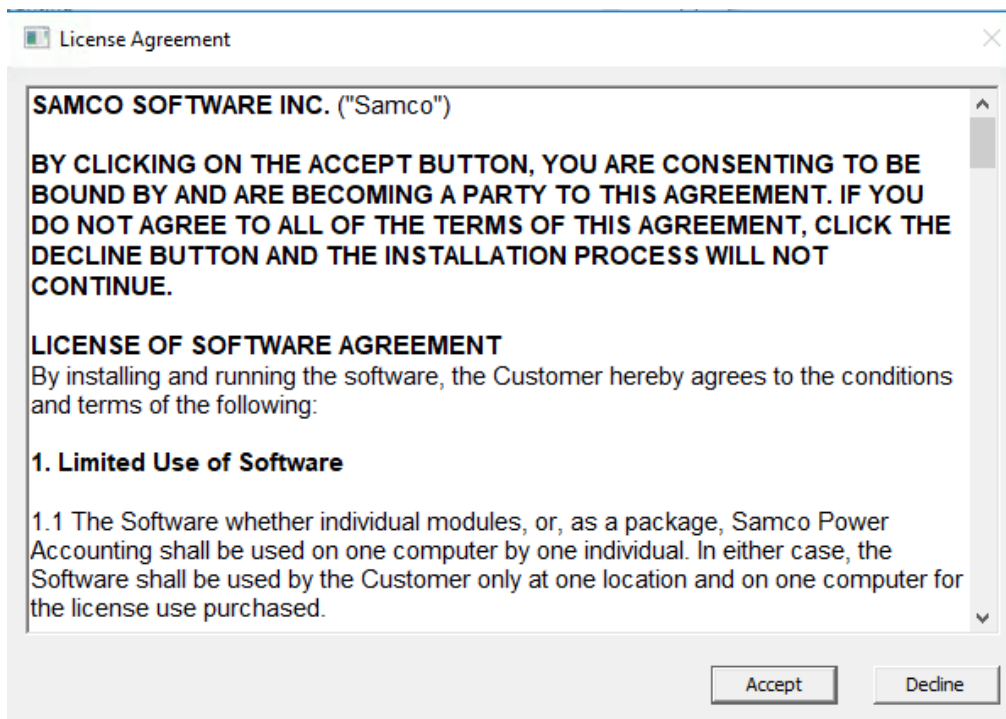 License Agreement
SAMCO SOFTWARE INC. ("Samco")
BY CLICKING ON THE ACCEPT BUTTON, YOU ARE CONSENTING TO BE
BOUND BY AND ARE BECOMING A PARTY TO THIS AGREEMENT. IF YOU
DO NOT AGREE TO ALL OF THE TERMS OF THIS AGREEMENT, CLICK THE
DECLINE BUTTON AND THE INSTALLATION PROCESS WILL NOT
CONTINUE.
LICENSE OF SOFTWARE AGREEMENT
By installing and running the software, the Customer hereby agrees to the conditions
and terms of the following:
1. Limited Use of Software
1.1 The Software whether individual modules, or, as a package, Samco Power
Accounting shall be used on one computer by one individual. In either case, the
Software shall be used by the Customer only at one location and on one computer for
the license use purchased.
Accept Decline